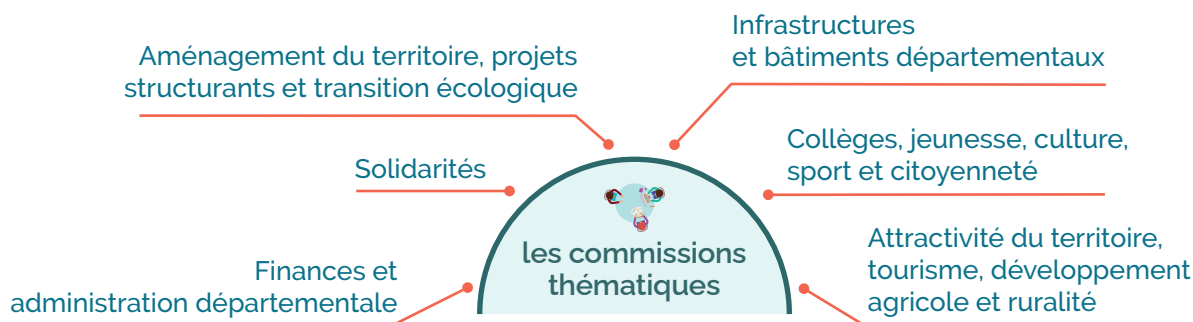 Infrastructures
et bâtiments départementaux
Aménagement du territoire, projets
structurants et transition écologique
Collèges, jeunesse, culture,
sport et citoyenneté
Solidarités
les commissions
thématiques
Attractivité du territoire,
tourisme, développement
agricole et ruralité
Finances et
administration départementale